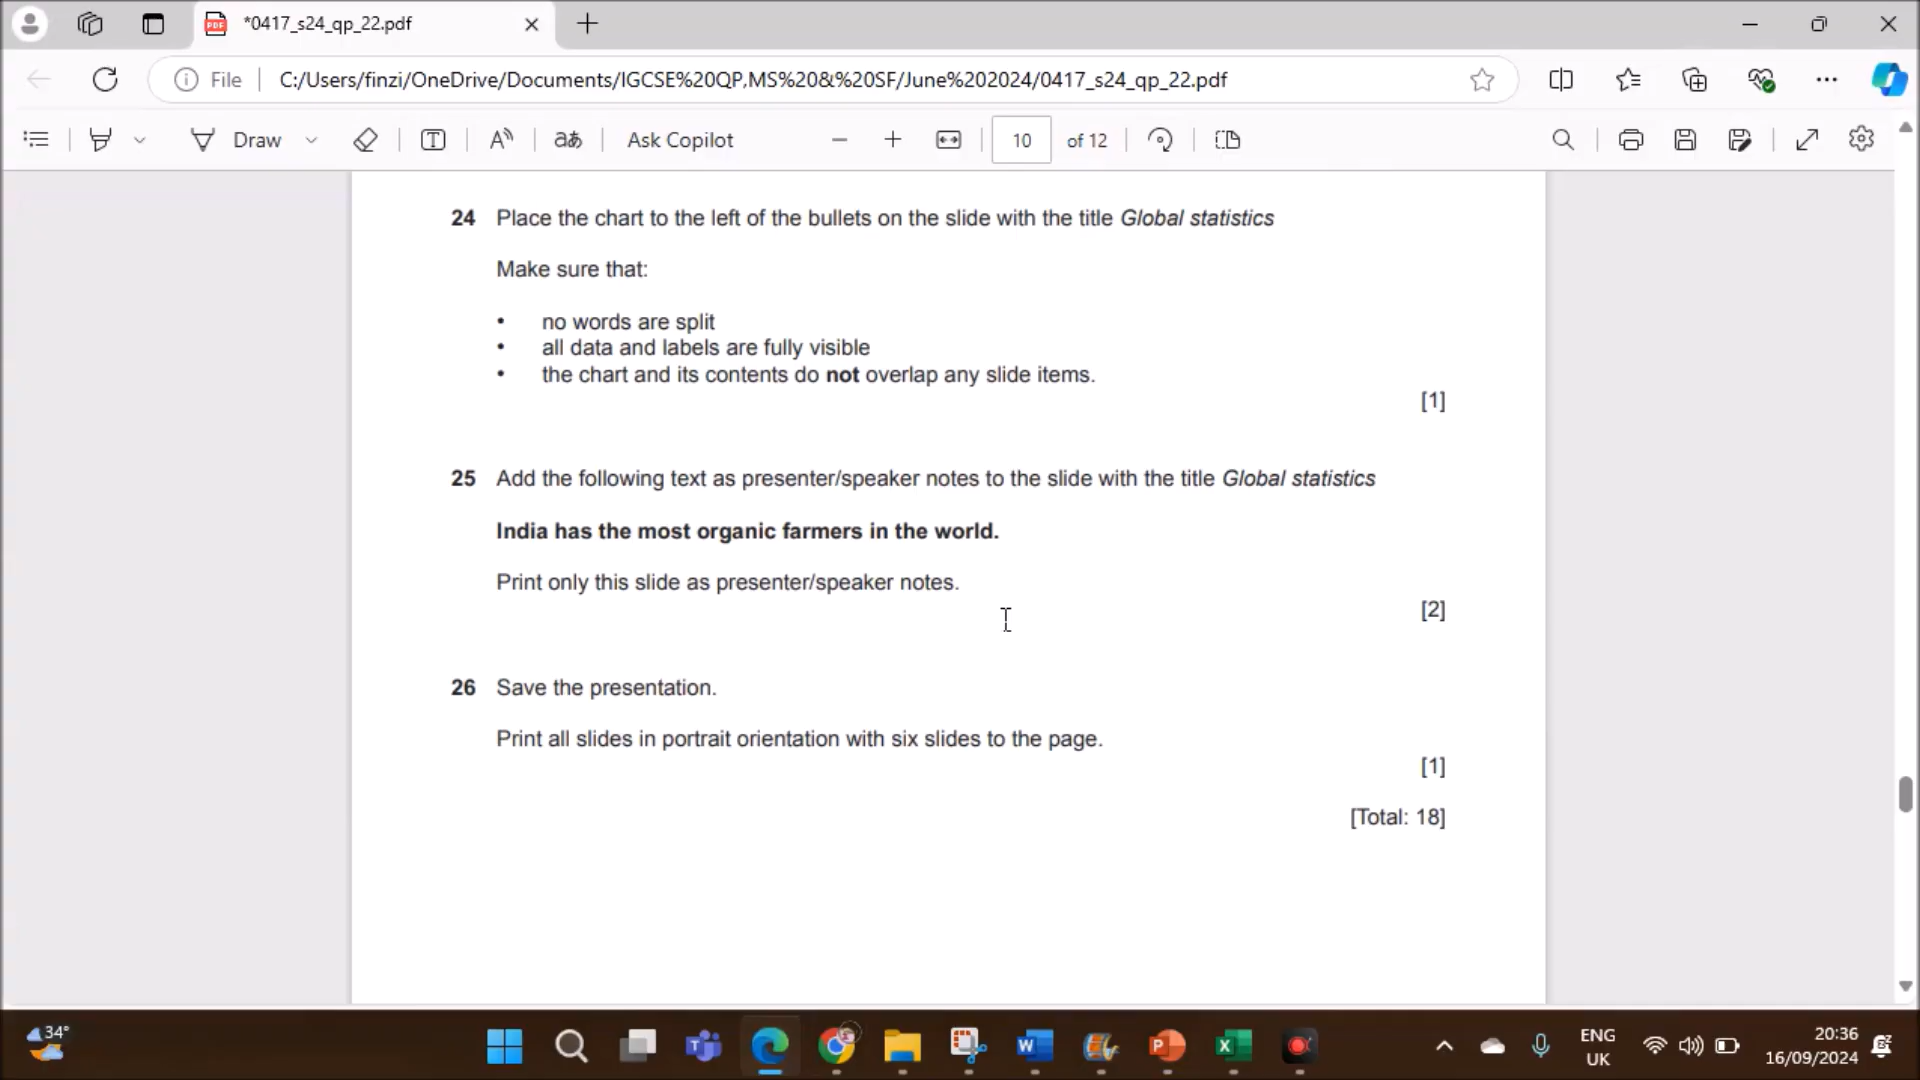 *0417_s24_qp_22.pdf
File
C:/Users/finzi/OneDrive/Documents/IGCSE%20QP,MS%20&%20SF/June%202024/0417_s24_qp_22.pdf
Draw
Ask Copilot
10 of 12
24 Place the chart to the left of the bullets on the slide with the title Global statistics
Make sure that:
• no words are split
• all data and labels are fully visible
• the chart and its contents do not overlap any slide items.
[1]
25 Add the following text as presenter/speaker notes to the slide with the title Global statistics
India has the most organic farmers in the world.
Print only this slide as presenter/speaker notes.
[2]
26 Save the presentation.
Print all slides in portrait orientation with six slides to the page.
[1]
[Total: 18]
34°
ENG
UK
20:36
16/09/2024